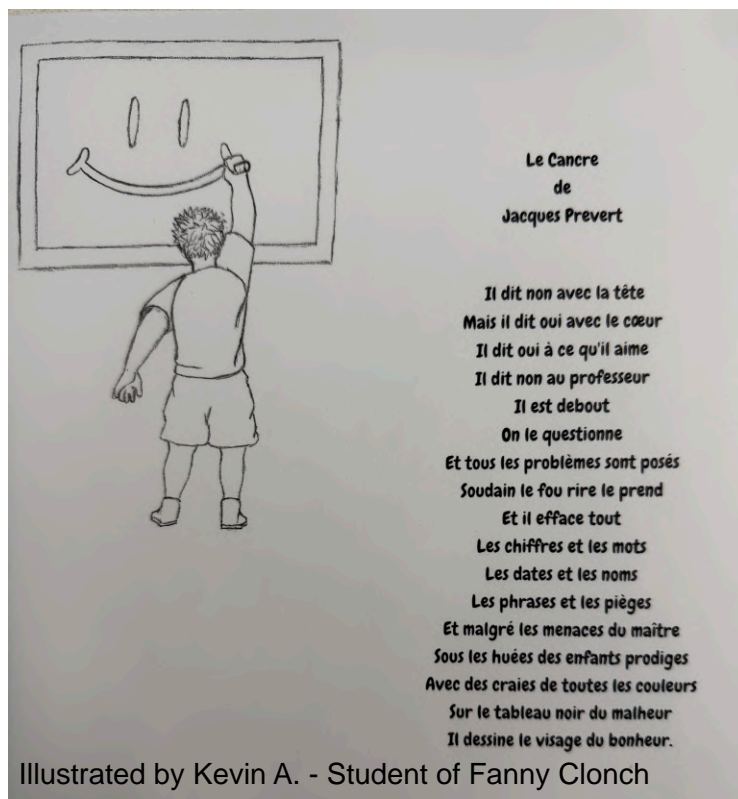 Le Cancre
de
Jacques Prevert
Il dit non avec la tête
Mais il dit oui avec le cœur
Il dit oui à ce qu'il aime
Il dit non au professeur
Il est debout
On le questionne
Et tous les problèmes sont posés
Soudain le fou rire le prend
Et il efface tout
Les chiffres et les mots
Les dates et les noms
Les phrases et les pièges
Et malgré les menaces du maître
Sous les huées des enfants prodiges
Avec des craies de toutes les couleurs
Sur le tableau noir du malheur
Il dessine le visage du bonheur.
Illustrated by Kevin A. - Student of Fanny Clonch